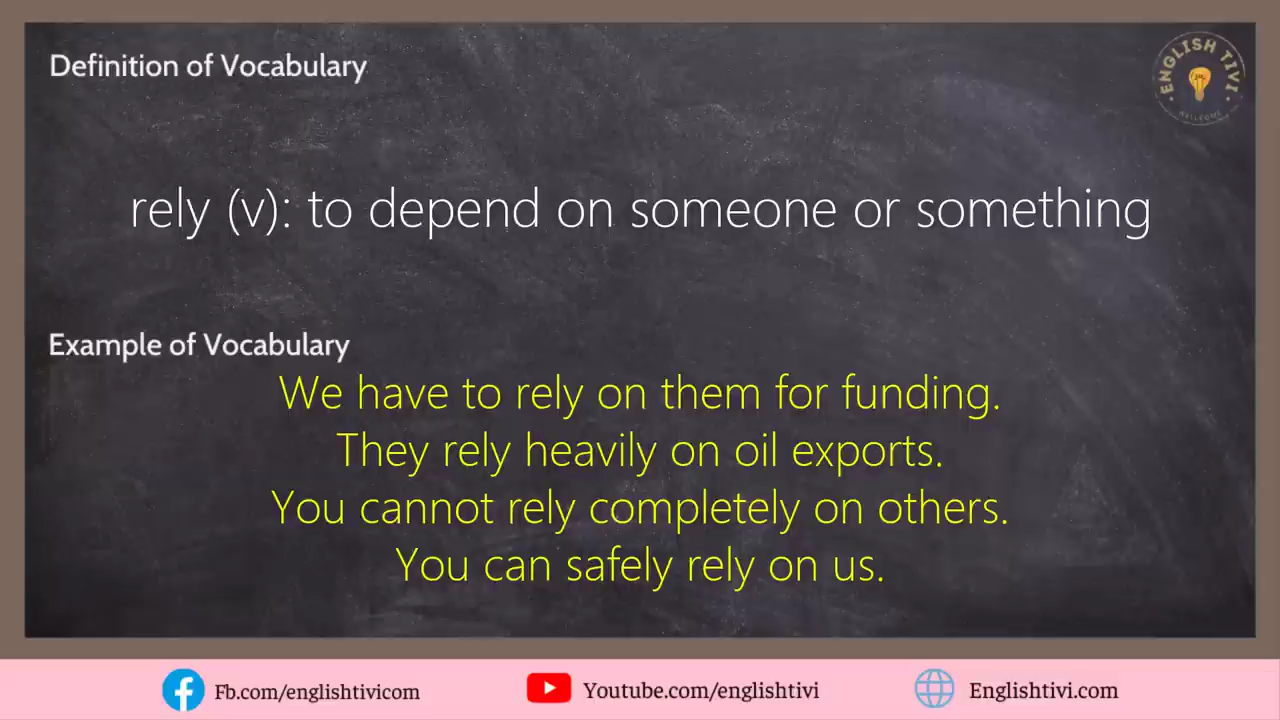 Definition of Vocabulary
ENGLISH TIVI
rely (v): to depend on someone or something
Example of Vocabulary
We have to rely on them for funding.
They rely heavily on oil exports.
You cannot rely completely on others.
You can safely rely on us.
Fb.com/englishtivicom
Youtube.com/englishtivi
Englishtivi.com